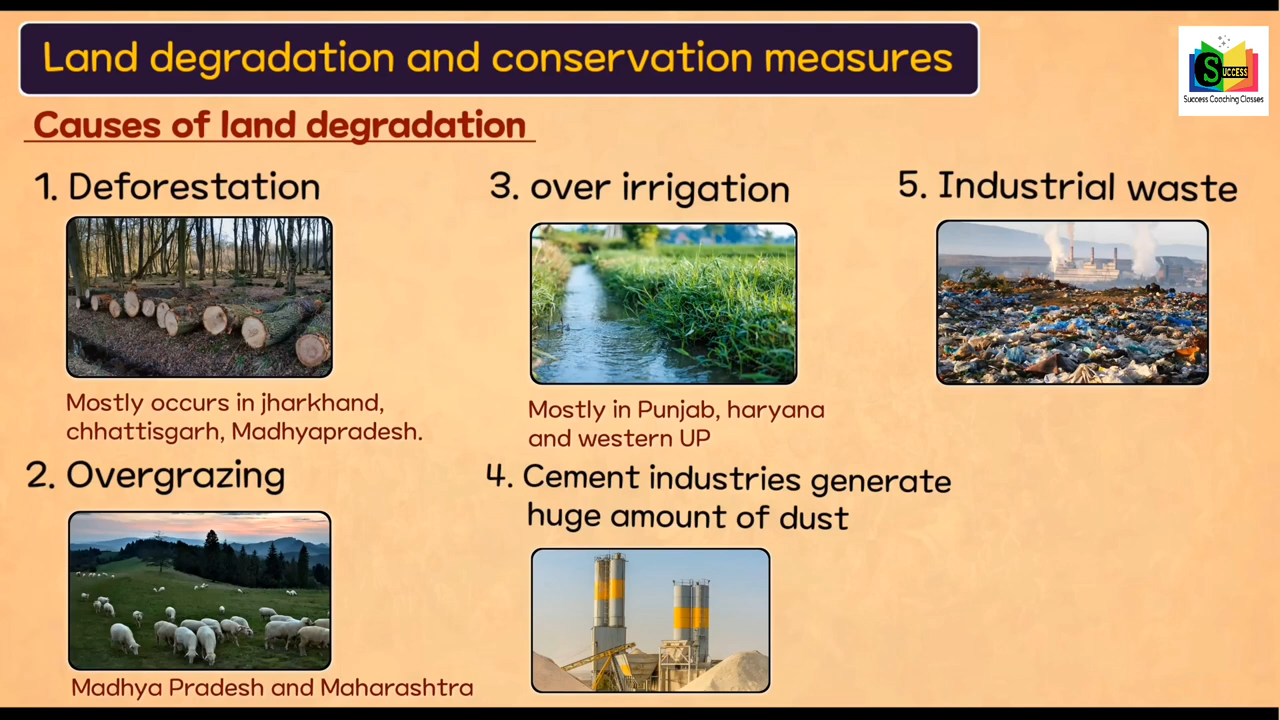 Land degradation and conservation measures
SUCCESS
Success Coaching Classes
Causes of land degradation
1. Deforestation
Mostly occurs in jharkhand,
chhattisgarh, Madhyapradesh.
2. Overgrazing
Madhya Pradesh and Maharashtra
3. over irrigation
Mostly in Punjab, haryana
and western UP
4. Cement industries generate
huge amount of dust
5. Industrial waste